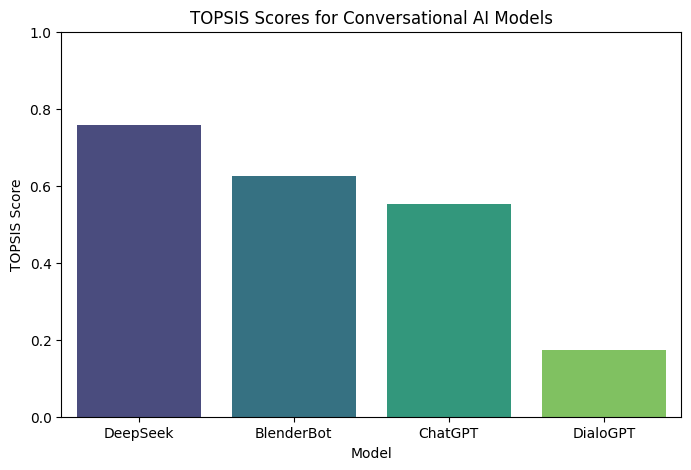 TOPSIS Scores for Conversational AI Models
TOPSIS Score
1.0
0.8
0.6
0.4
0.2
0.0
DeepSeek BlenderBot ChatGPT DialoGPT
Model